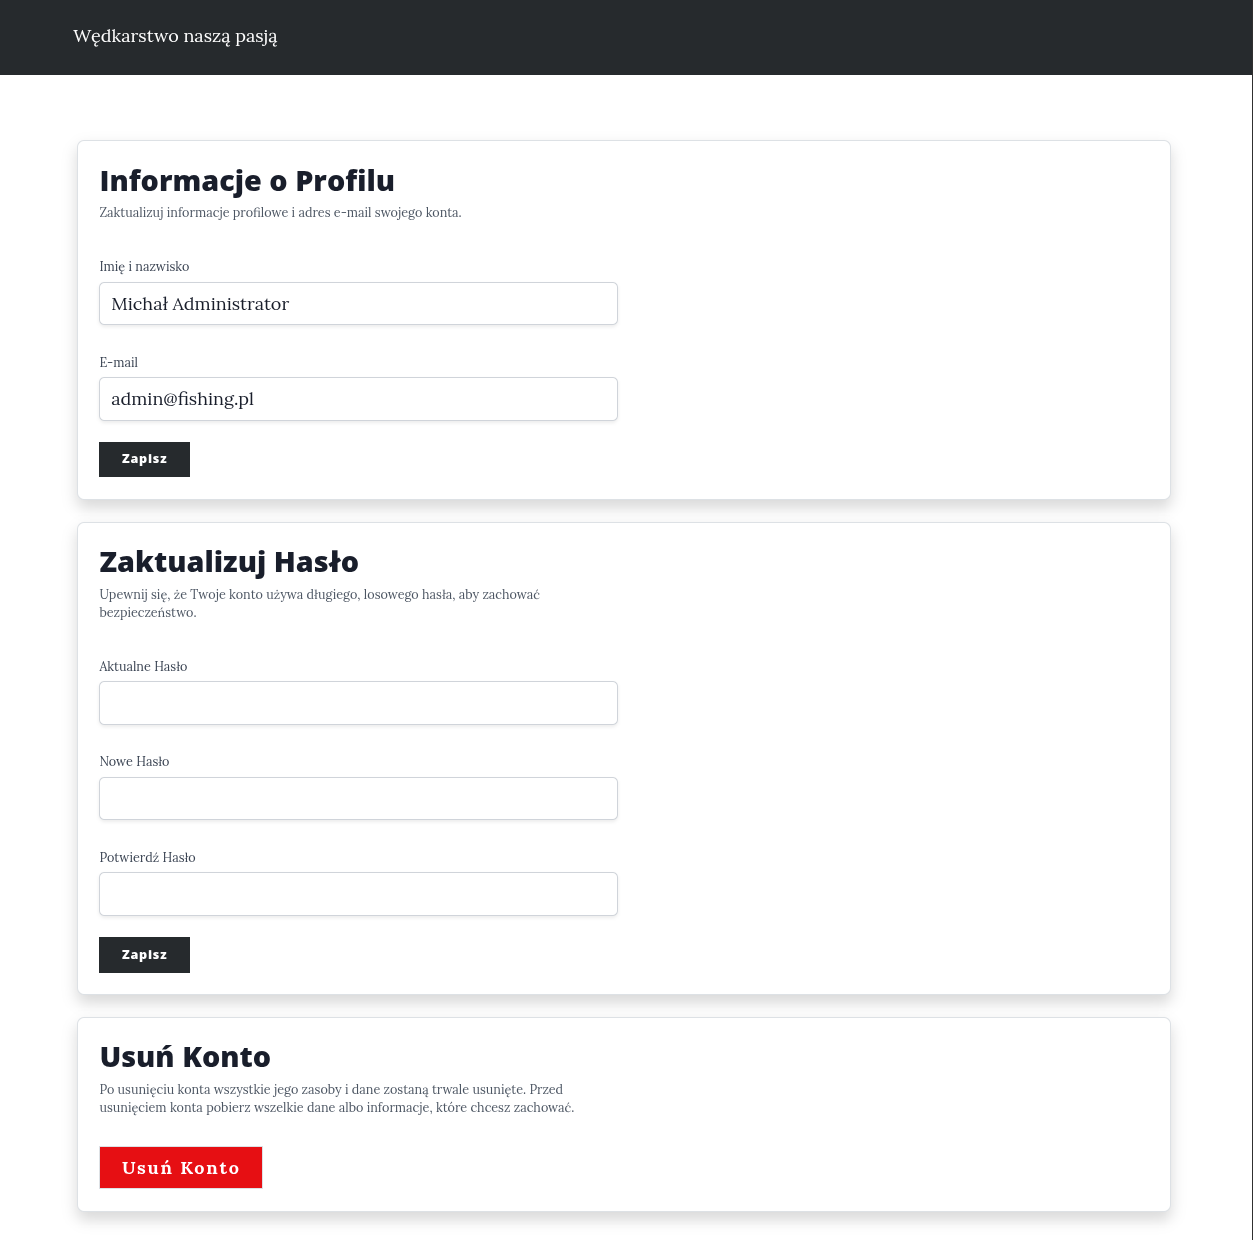 Wędkarstwo naszą pasją
Informacje o Profilu
Zaktualizuj informacje profilowe i adres e-mail swojego konta.
Imię i nazwisko
Michał Administrator
E-mail
admin@fishing.pl
Zapisz
Zaktualizuj Hasło
Upewnij się, że Twoje konto używa długiego, losowego hasła, aby zachować
bezpieczeństwo.
Aktualne Hasło
Nowe Hasło
Potwierdź Hasło
Zapisz
Usuń Konto
Po usunięciu konta wszystkie jego zasoby i dane zostaną trwale usunięte. Przed
usunięciem konta pobierz wszelkie dane albo informacje, które chcesz zachować.
Usuń Konto